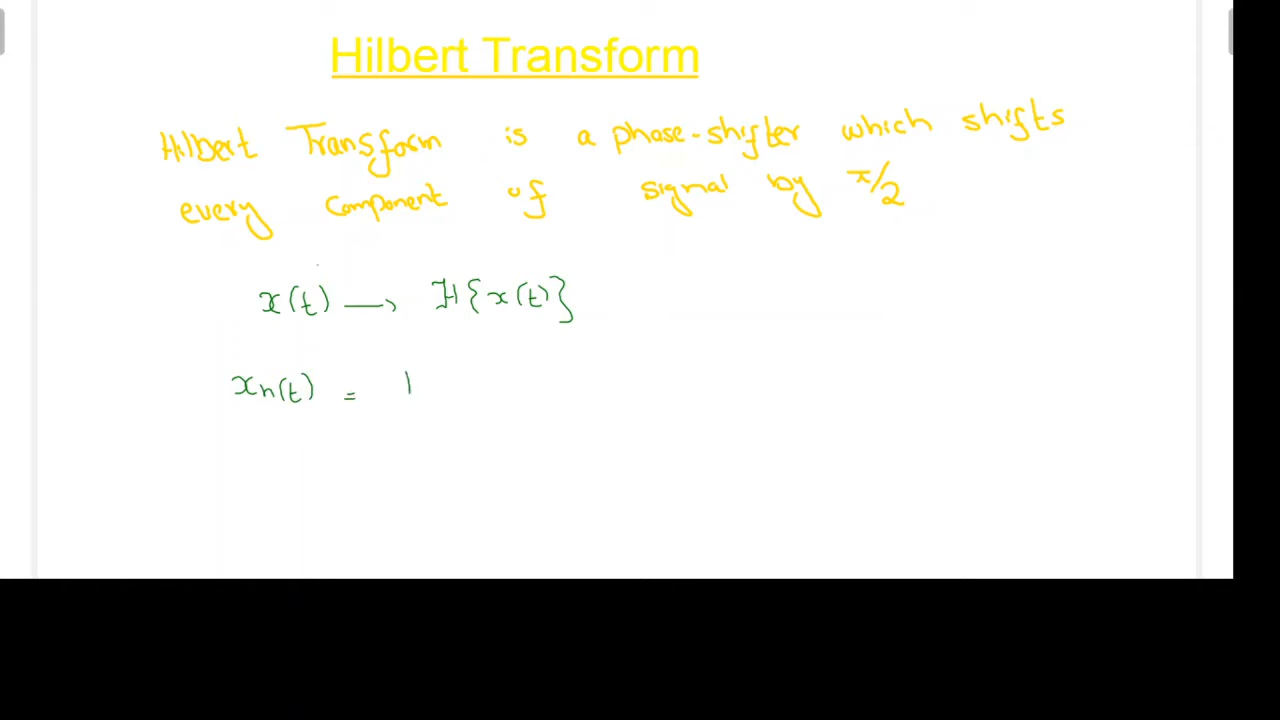 Hilbert Transform
Hilbert Transform is a phase-shifter which shifts
every component of signal by π/2
x(t) → H{x(t)}
xh(t) = 1